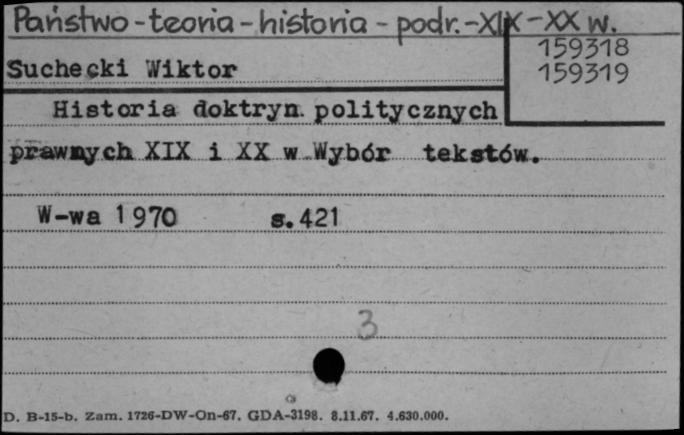 Państwo-teoria-historia - podr.-XIX-XX w.
159318
Suchecki Wiktor
159319
Historia doktryn politycznych
prawnych XIX i XX w Wybór tekstów.
W-wa 1970 s.421
3
D. B-15-b. Zam. 1726-DW-On-67. GDA-3198. 8.11.67. 4.630.000.